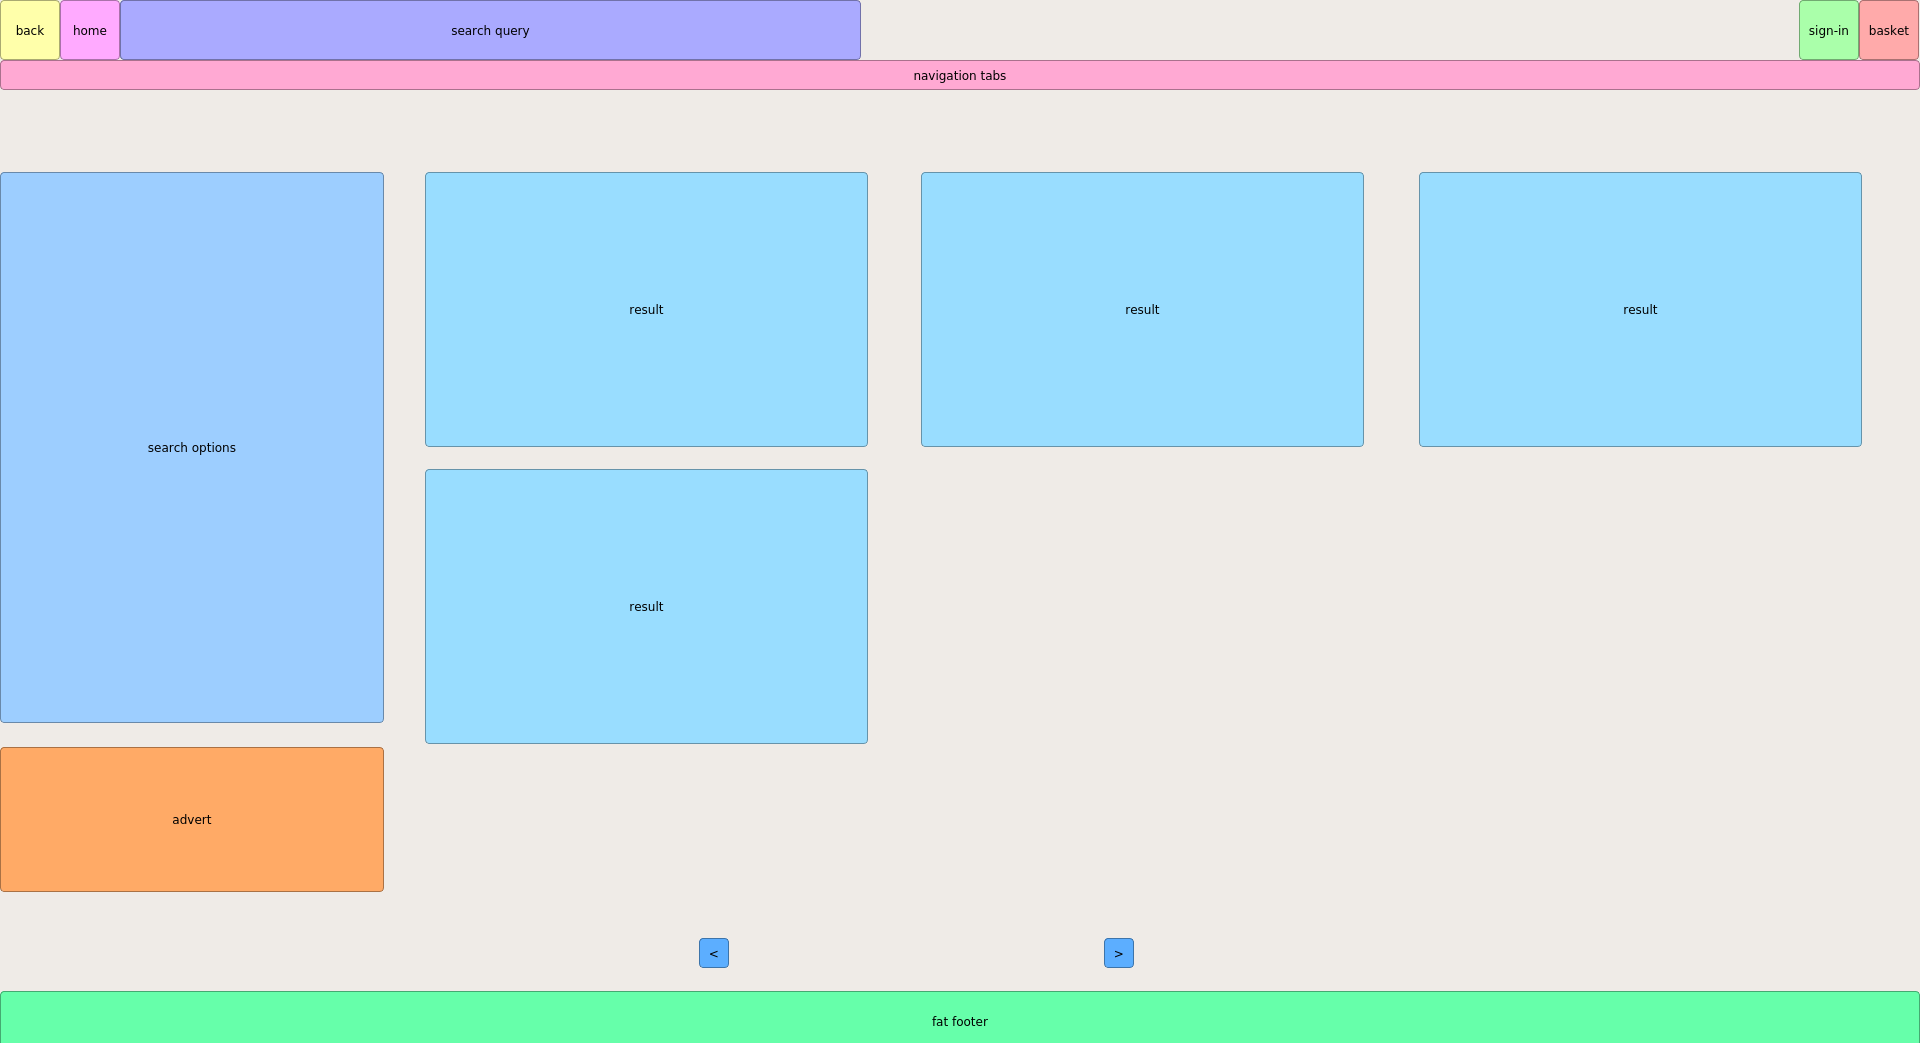 back
home
search query
sign-in
basket
navigation tabs
search options
result
result
result
result
advert
<
>
fat footer